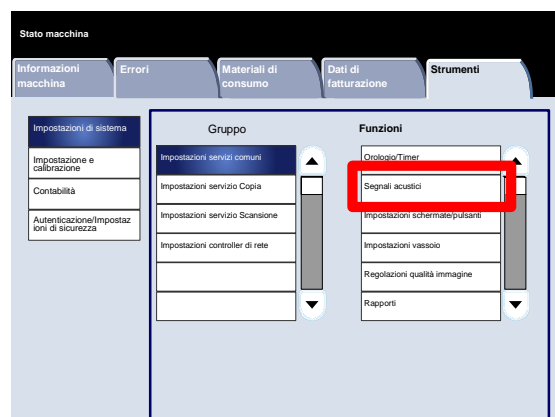 Stato macchina
Informazioni
macchina
Errori
Materiali di
consumo
Dati di
fatturazione
Strumenti
Impostazioni di sistema
Impostazione e
calibrazione
Contabilità
Autenticazione/Impostaz
ioni di sicurezza
Gruppo
Impostazioni servizi comuni
Impostazioni servizio Copia
Impostazioni servizio Scansione
Impostazioni controller di rete
Funzioni
Orologio/Timer
Segnali acustici
Impostazioni schermate/pulsanti
Impostazioni vassoio
Regolazioni qualità immagine
Rapporti